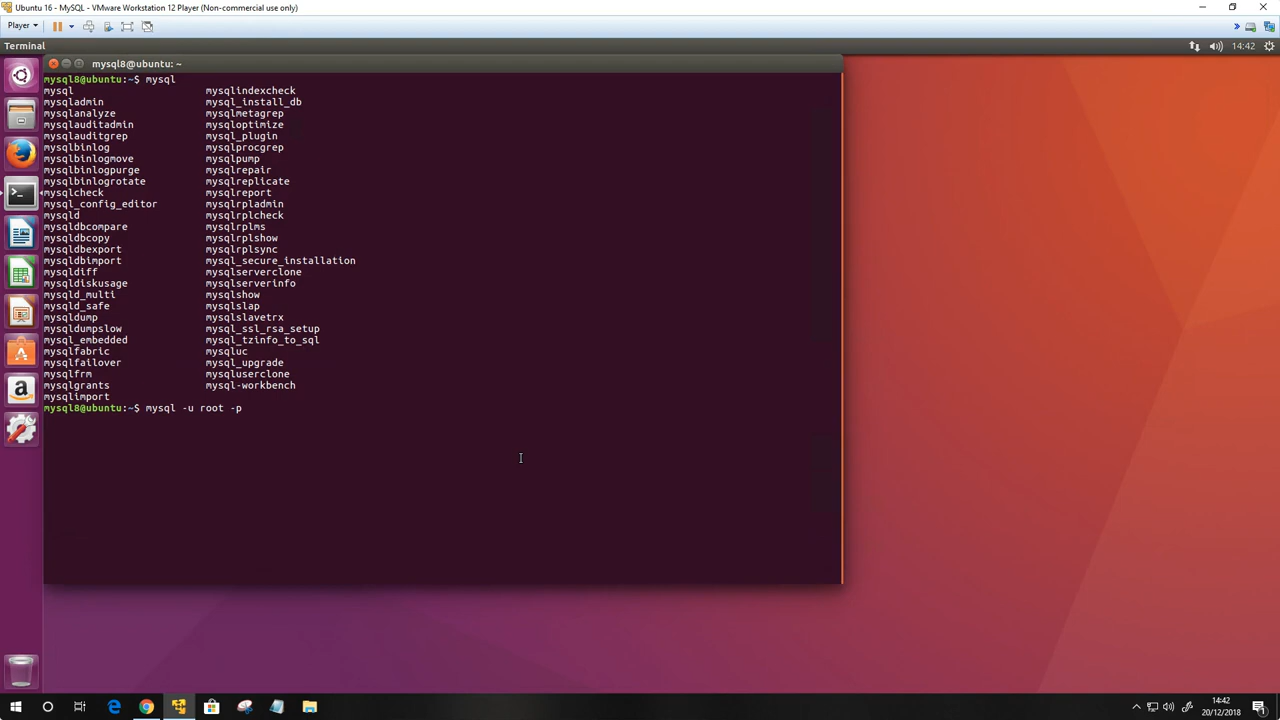 Ubuntu 16 - MySQL - VMware Workstation 12 Player (Non-commercial use only)
Player
Terminal
14:42
mysql8@ubuntu: ~
mysql8@ubuntu:~$ mysql
mysql mysqlindexcheck
mysqladmin mysql_install_db
mysqlanalyze mysqlmetagrep
mysqlauditadmin mysqloptimize
mysqlauditgrep mysql_plugin
mysqlbinlog mysqlprocgrep
mysqlbinlogmove mysqlpump
mysqlbinlogpurge mysqlrepair
mysqlbinlogrotate mysqlreplicate
mysqlcheck mysqlreport
mysql_config_editor mysqlrpladmin
mysqld mysqlrplcheck
mysqldbcompare mysqlrplms
mysqldbcopy mysqlrplshow
mysqldbexport mysqlrplsync
mysqldbimport mysql_secure_installation
mysqldiff mysqlserverclone
mysqldiskusage mysqlserverinfo
mysqld_multi mysqlshow
mysqld_safe mysqlslap
mysqldump mysqlslavetrx
mysqldumpslow mysql_ssl_rsa_setup
mysql_embedded mysql_tzinfo_to_sql
mysqlfabric mysqluc
mysqlfailover mysql_upgrade
mysqlfrm mysqluserclone
mysqlgrants mysql-workbench
mysqlimport
mysql8@ubuntu:~$ mysql -u root -p
14:42
20/12/2018